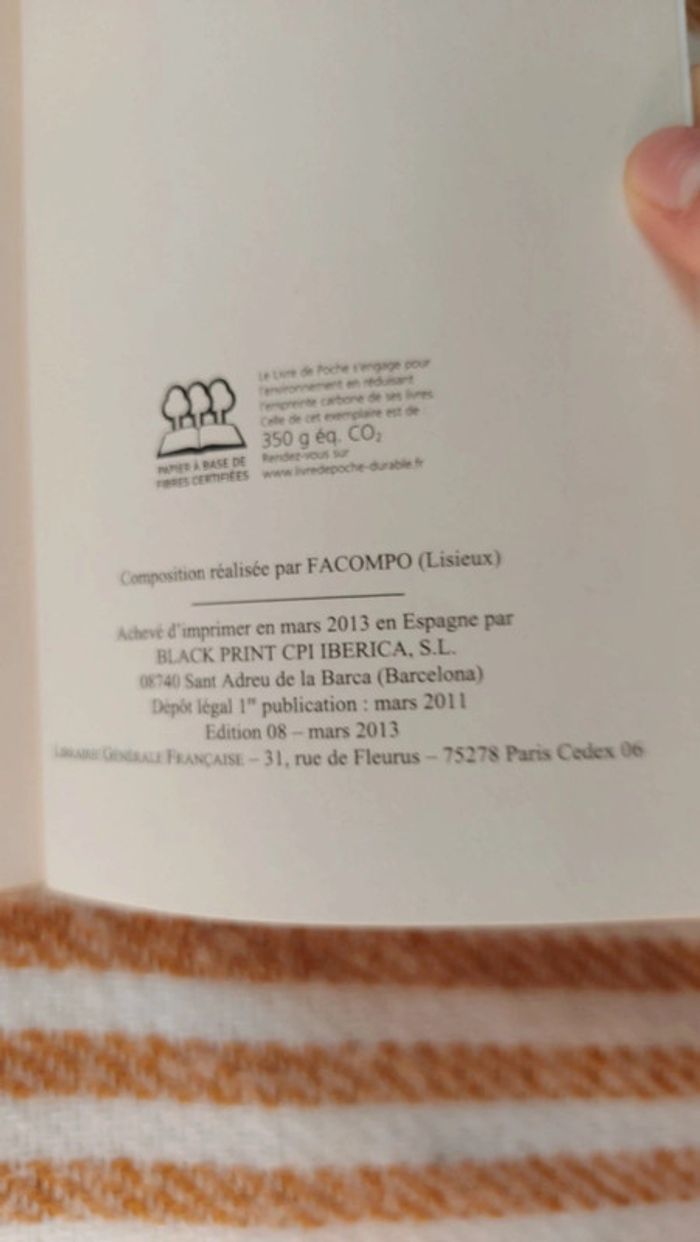 PAPIER À BASE DE
FIBRES CERTIFIÉES
Le Livre de Poche s'engage pour
l'environnement en réduisant
l'empreinte carbone de ses livres
Celle de cet exemplaire est de
350 g éq. CO₂
Rendez-vous sur
www.livredepoche-durable.fr
Composition réalisée par FACOMPO (Lisieux)
Achevé d'imprimer en mars 2013 en Espagne par
BLACK PRINT CPI IBERICA, S.L.
08740 Sant Adreu de la Barca (Barcelona)
Dépôt légal 1re publication : mars 2011
Edition 08 – mars 2013
LIBRAIRIE GÉNÉRALE FRANÇAISE – 31, rue de Fleurus – 75278 Paris Cedex 06